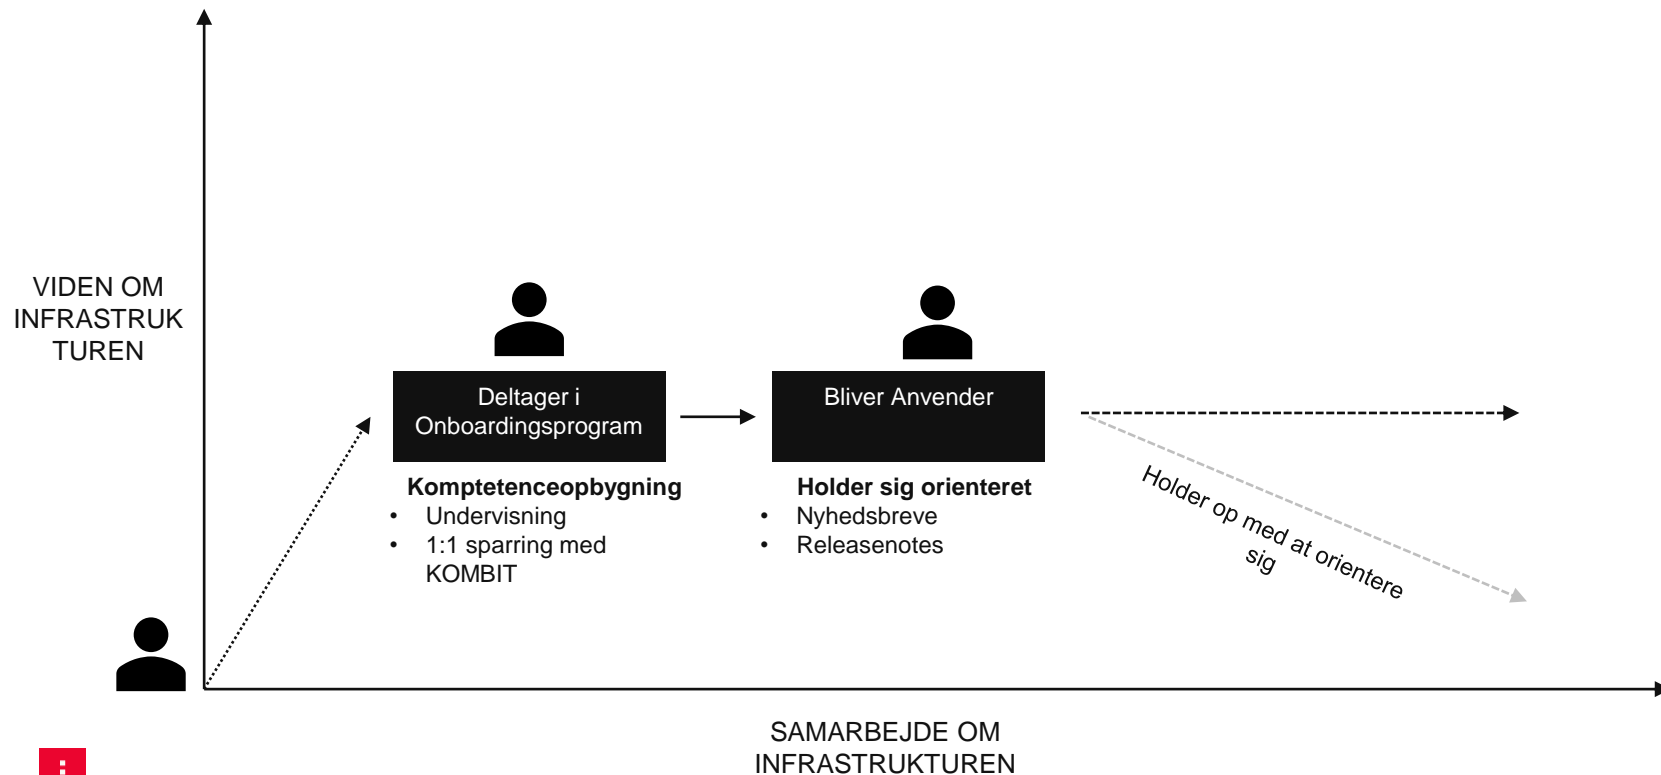 VIDEN OM
INFRASTRUK
TUREN
Deltager i
Onboardingsprogram
Bliver Anvender
Komptetenceopbygning
• Undervisning
• 1:1 sparring med
KOMBIT
Holder sig orienteret
• Nyhedsbreve
• Releasenotes
Holder op med at orientere
sig
SAMARBEJDE OM
INFRASTRUKTUREN